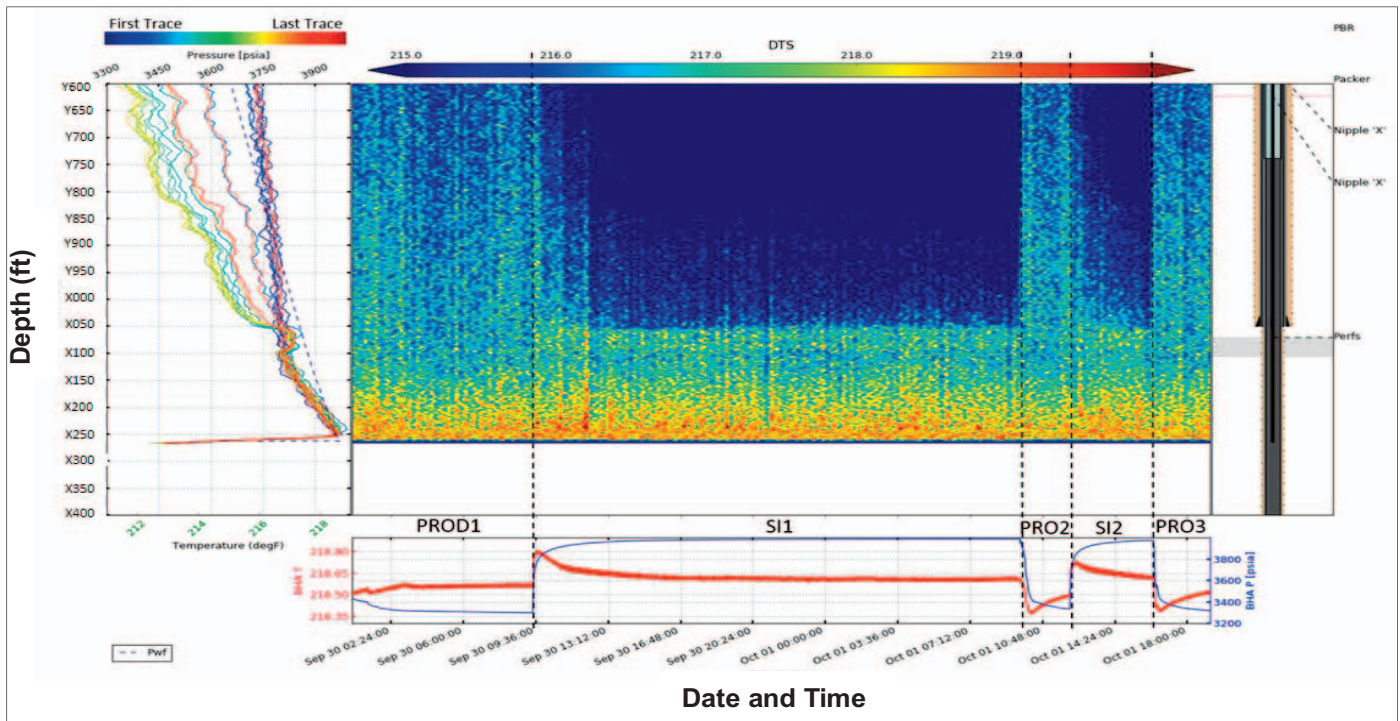 First Trace Last Trace
Pressure [psia]
3300 3450 3600 3750 3900
DTS
215.0 216.0 217.0 218.0 219.0
PBR
Packer
Nipple 'X'
Nipple 'X'
Perfs
Depth (ft)
Y600
Y650
Y700
Y750
Y800
Y850
Y900
Y950
X000
X050
X100
X150
X200
X250
X300
X350
X400
212 214 216 218
Temperature (degF)
PROD1 SI1 PRO2 SI2 PRO3
BHA T
218.80
218.65
218.50
218.35
3800
3600
3400
3200
BHA P [psia]
Sep 30 02:24:00 Sep 30 06:00:00 Sep 30 09:36:00 Sep 30 13:12:00 Sep 30 16:48:00 Sep 30 20:24:00 Oct 01 00:00:00 Oct 01 03:36:00 Oct 01 07:12:00 Oct 01 10:48:00 Oct 01 14:24:00 Oct 01 18:00:00
Pwf
Date and Time